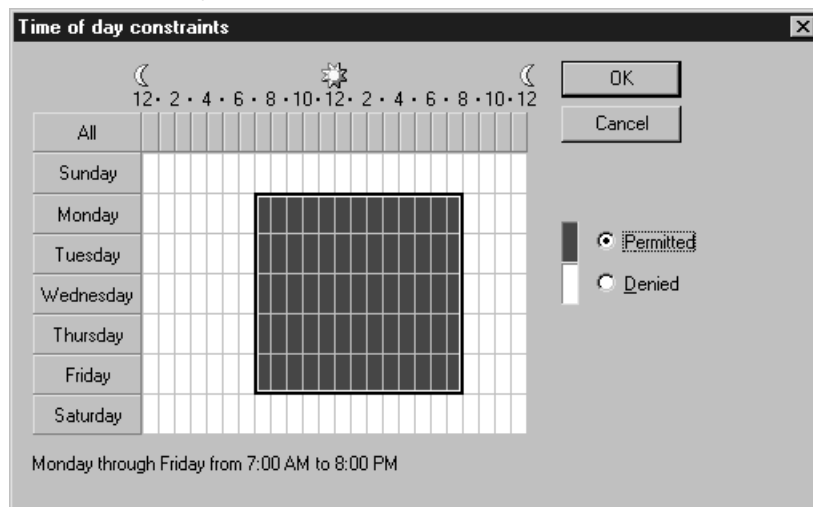 Time of day constraints
12 · 2 · 4 · 6 · 8 · 10 · 12 · 2 · 4 · 6 · 8 · 10 · 12
OK
All
Cancel
Sunday
Monday
Permitted
Tuesday
Denied
Wednesday
Thursday
Friday
Saturday
Monday through Friday from 7:00 AM to 8:00 PM